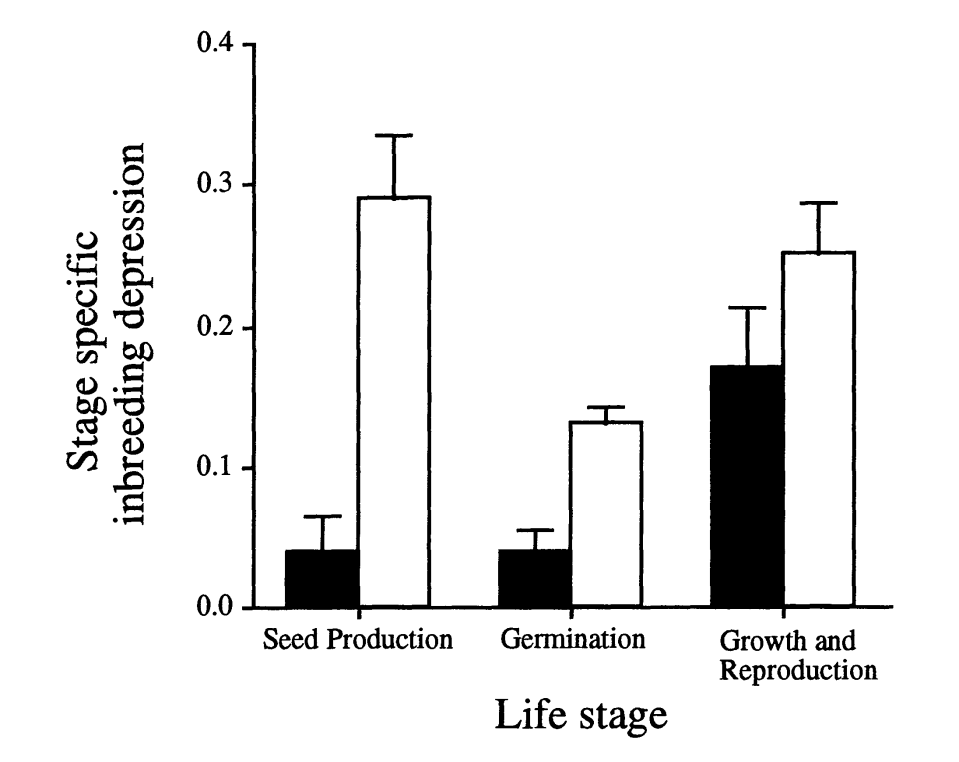 0.4
0.3
0.2
0.1
0.0
Stage specific
inbreeding depression
Seed Production
Germination
Growth and
Reproduction
Life stage